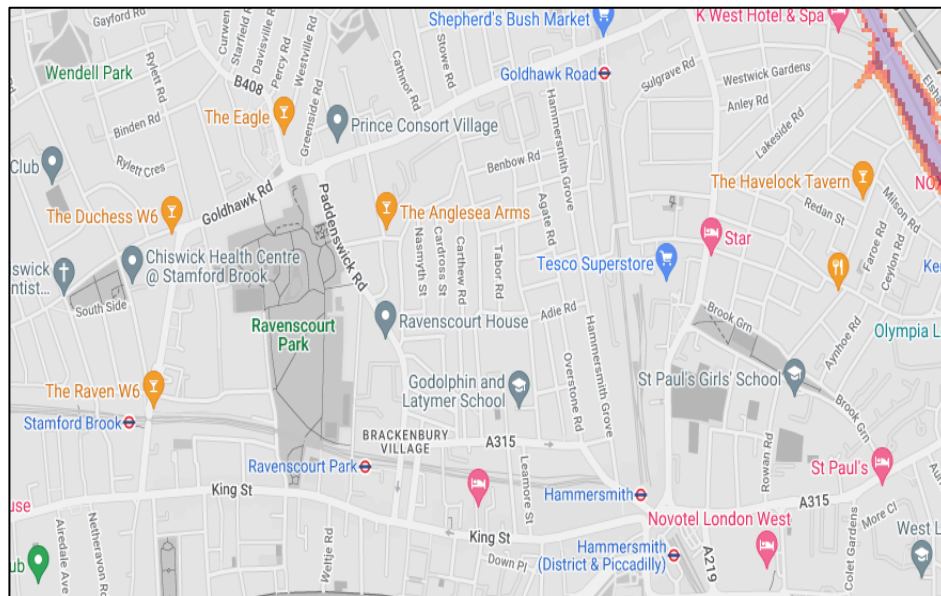 Gayford Rd
Curwen
Starfield Rd
Davisville Rd
Percy Rd
Westville Rd
Greenside Rd
Stowe Rd
Cathnor Rd
Shepherd's Bush Market
K West Hotel & Spa
Wendell Park
Rylett Rd
B408
Goldhawk Road
Sulgrave Rd
Westwick Gardens
Anley Rd
Lakeside Rd
Binden Rd
The Eagle
Prince Consort Village
Hammersmith Grove
Rylett Cres
Club
Benbow Rd
The Havelock Tavern
NO
Goldhawk Rd
Paddenswick Rd
The Duchess W6
The Anglesea Arms
Agate Rd
Redan St
Milson Rd
Faroe Rd
Ceylon Rd
Star
Chiswick Health Centre
@ Stamford Brook
swick
ntist...
Nasmyth St
Cardross St
Carthew Rd
Tabor Rd
Tesco Superstore
Ke
South Side
Ravenscourt
Park
Ravenscourt House
Adie Rd
Hammersmith Grove
Brook Grn
Olympia L
Aynhoe Rd
The Raven W6
Godolphin and
Latymer School
Overstone Rd
St Paul's Girls' School
Brook Grn
Stamford Brook
BRACKENBURY
VILLAGE
A315
Rowan Rd
Ravenscourt Park
Leamore St
St Paul's
King St
Hammersmith
A315
ouse
Novotel London West
More Cl
Airedale Ave
Netheravon Rd
Weltje Rd
King St
Down Pl
Hammersmith
(District & Piccadilly)
A219
Colet Gardens
West L
ub